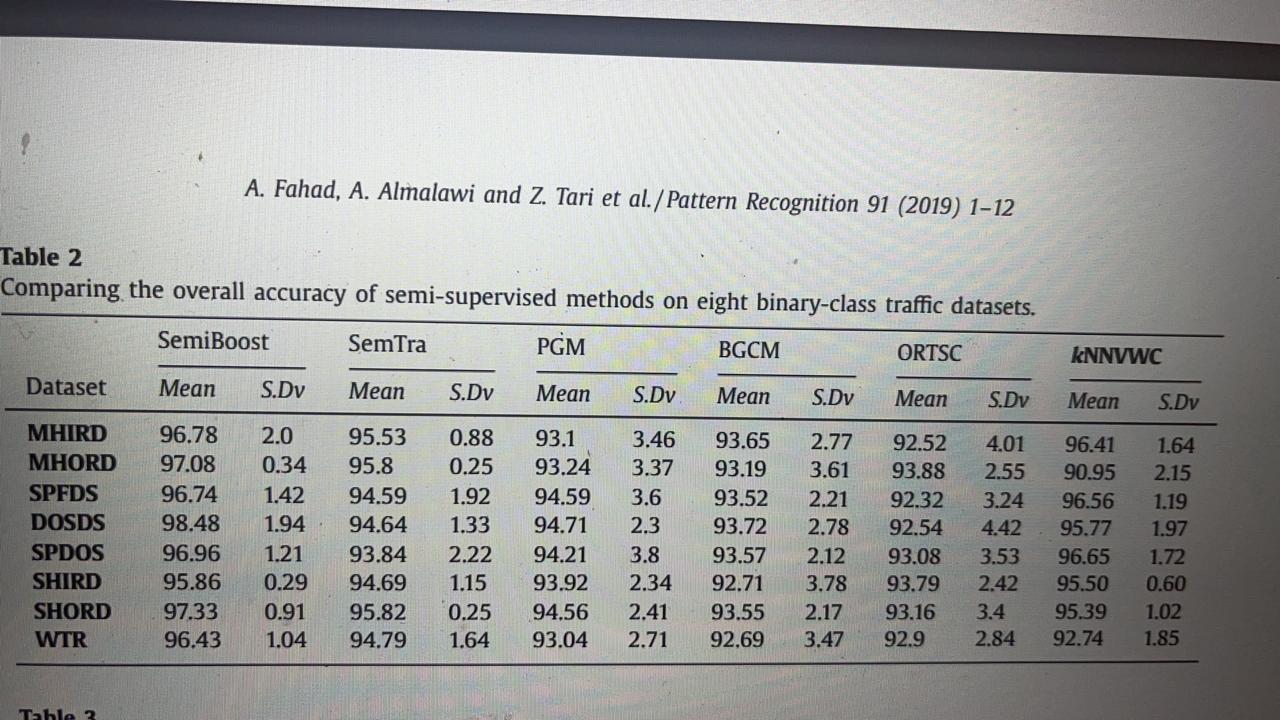 A. Fahad, A. Almalawi and Z. Tari et al. / Pattern Recognition 91 (2019) 1–12
Table 2
Comparing the overall accuracy of semi-supervised methods on eight binary-class traffic datasets.
SemiBoost SemTra PGM BGCM ORTSC kNNVWC
Dataset Mean S.Dv Mean S.Dv Mean S.Dv Mean S.Dv Mean S.Dv Mean S.Dv
MHIRD 96.78 2.0 95.53 0.88 93.1 3.46 93.65 2.77 92.52 4.01 96.41 1.64
MHORD 97.08 0.34 95.8 0.25 93.24 3.37 93.19 3.61 93.88 2.55 90.95 2.15
SPFDS 96.74 1.42 94.59 1.92 94.59 3.6 93.52 2.21 92.32 3.24 96.56 1.19
DOSDS 98.48 1.94 94.64 1.33 94.71 2.3 93.72 2.78 92.54 4.42 95.77 1.97
SPDOS 96.96 1.21 93.84 2.22 94.21 3.8 93.57 2.12 93.08 3.53 96.65 1.72
SHIRD 95.86 0.29 94.69 1.15 93.92 2.34 92.71 3.78 93.79 2.42 95.50 0.60
SHORD 97.33 0.91 95.82 0.25 94.56 2.41 93.55 2.17 93.16 3.4 95.39 1.02
WTR 96.43 1.04 94.79 1.64 93.04 2.71 92.69 3.47 92.9 2.84 92.74 1.85
Table 3